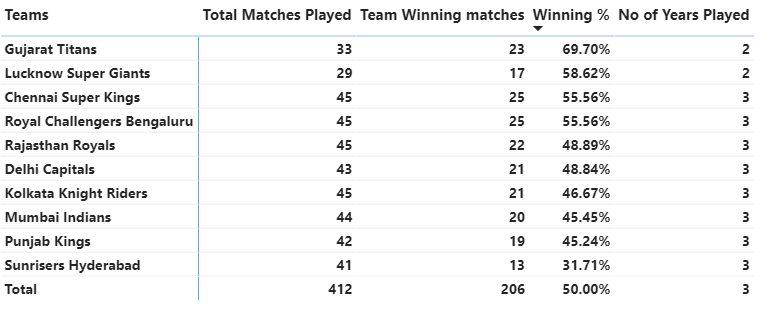 Teams Total Matches Played Team Winning matches Winning % No of Years Played
Gujarat Titans 33 23 69.70% 2
Lucknow Super Giants 29 17 58.62% 2
Chennai Super Kings 45 25 55.56% 3
Royal Challengers Bengaluru 45 25 55.56% 3
Rajasthan Royals 45 22 48.89% 3
Delhi Capitals 43 21 48.84% 3
Kolkata Knight Riders 45 21 46.67% 3
Mumbai Indians 44 20 45.45% 3
Punjab Kings 42 19 45.24% 3
Sunrisers Hyderabad 41 13 31.71% 3
Total 412 206 50.00% 3